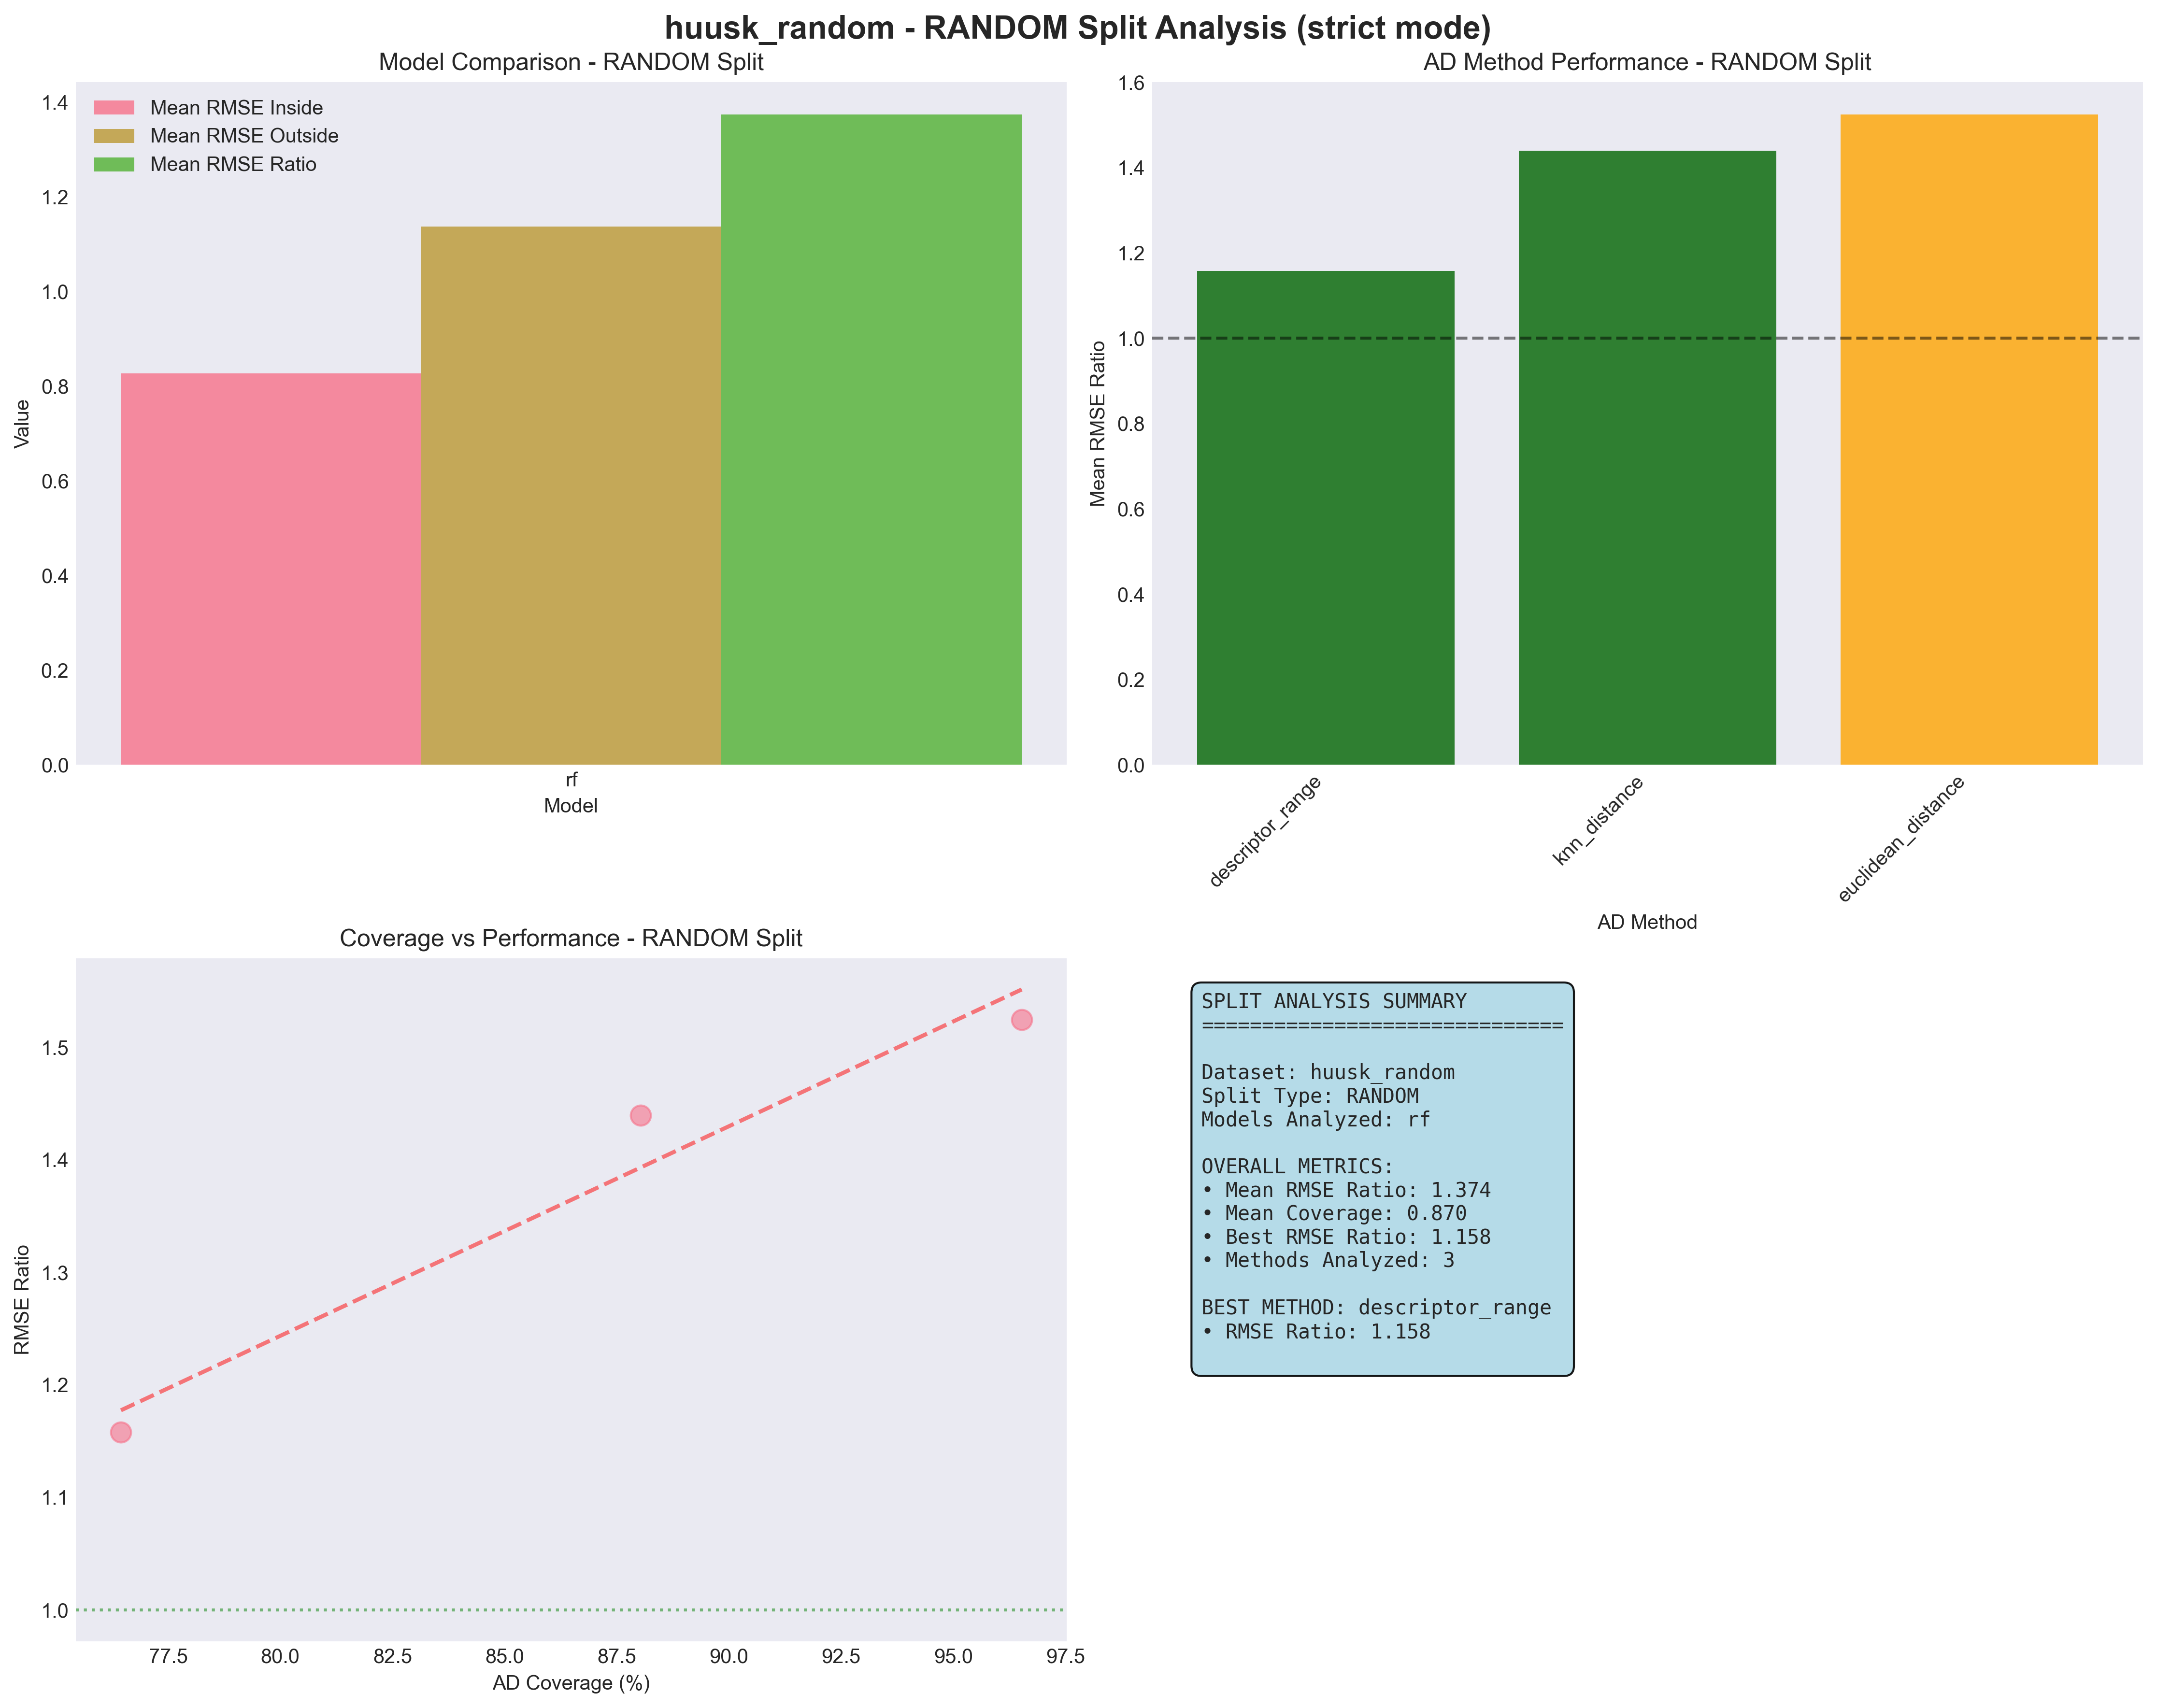 huusk_random - RANDOM Split Analysis (strict mode)
Model Comparison - RANDOM Split
Mean RMSE Inside
Mean RMSE Outside
Mean RMSE Ratio
1.4
1.2
1.0
0.8
0.6
0.4
0.2
0.0
Value
rf
Model
AD Method Performance - RANDOM Split
1.6
1.4
1.2
1.0
0.8
0.6
0.4
0.2
0.0
Mean RMSE Ratio
descriptor_range
knn_distance
euclidean_distance
AD Method
Coverage vs Performance - RANDOM Split
1.5
1.4
1.3
1.2
1.1
1.0
RMSE Ratio
77.5 80.0 82.5 85.0 87.5 90.0 92.5 95.0 97.5
AD Coverage (%)
SPLIT ANALYSIS SUMMARY
==============================
Dataset: huusk_random
Split Type: RANDOM
Models Analyzed: rf
OVERALL METRICS:
• Mean RMSE Ratio: 1.374
• Mean Coverage: 0.870
• Best RMSE Ratio: 1.158
• Methods Analyzed: 3
BEST METHOD: descriptor_range
• RMSE Ratio: 1.158